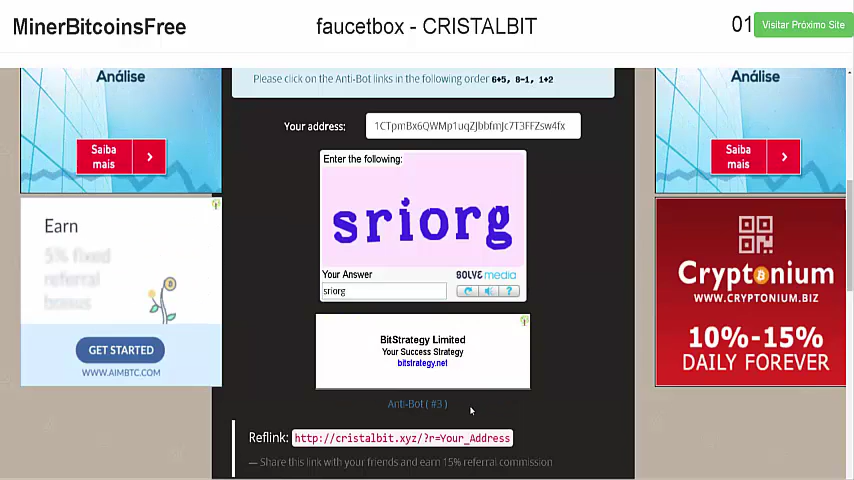 MinerBitcoinsFree
faucetbox - CRISTALBIT
01
Visitar Próximo Site
Análise
Saiba mais
Please click on the Anti-Bot links in the following order 6+5, 8-1, 1+2
Your address:
1CTpmBx6QWMp1uqZJbbfmJc7T3FFZsw4fx
Enter the following:
sriorg
Your Answer
SOLVE media
sriorg
?
Earn
5% fixed
referral
bonus
GET STARTED
WWW.AIMBTC.COM
BitStrategy Limited
Your Success Strategy
bitstrategy.net
Anti-Bot ( #3 )
Reflink: http://cristalbit.xyz/?r=Your_Address
— Share this link with your friends and earn 15% referral commission
Análise
Saiba mais
Cryptonium
WWW.CRYPTONIUM.BIZ
10%-15%
DAILY FOREVER